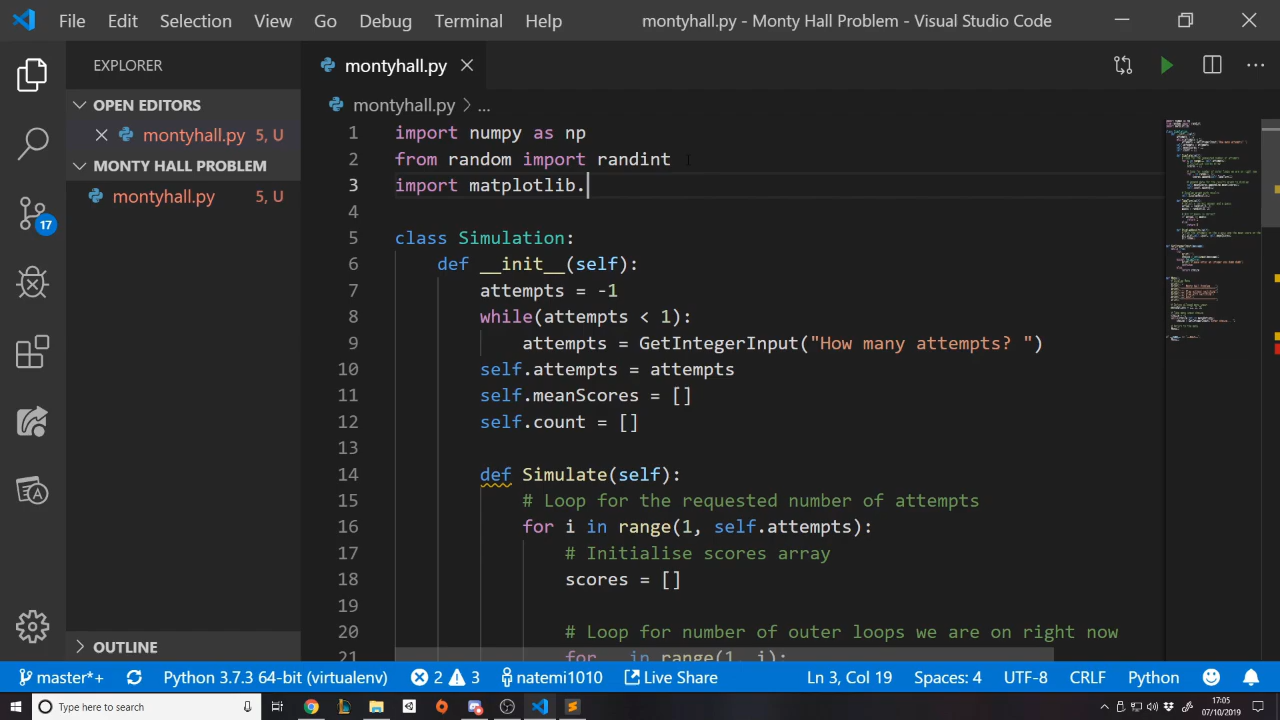 File Edit Selection View Go Debug Terminal Help montyhall.py - Monty Hall Problem - Visual Studio Code
EXPLORER
OPEN EDITORS
montyhall.py 5, U
MONTY HALL PROBLEM
montyhall.py 5, U
17
OUTLINE
montyhall.py
montyhall.py > ...
1 import numpy as np
2 from random import randint
3 import matplotlib.
4
5 class Simulation:
6 def __init__(self):
7 attempts = -1
8 while(attempts < 1):
9 attempts = GetIntegerInput("How many attempts? ")
10 self.attempts = attempts
11 self.meanScores = []
12 self.count = []
13
14 def Simulate(self):
15 # Loop for the requested number of attempts
16 for i in range(1, self.attempts):
17 # Initialise scores array
18 scores = []
19
20 # Loop for number of outer loops we are on right now
21 for _ in range(1, i):
master*+ Python 3.7.3 64-bit (virtualenv) 2 3 natemi1010 Live Share Ln 3, Col 19 Spaces: 4 UTF-8 CRLF Python
Type here to search
17:05
07/10/2019